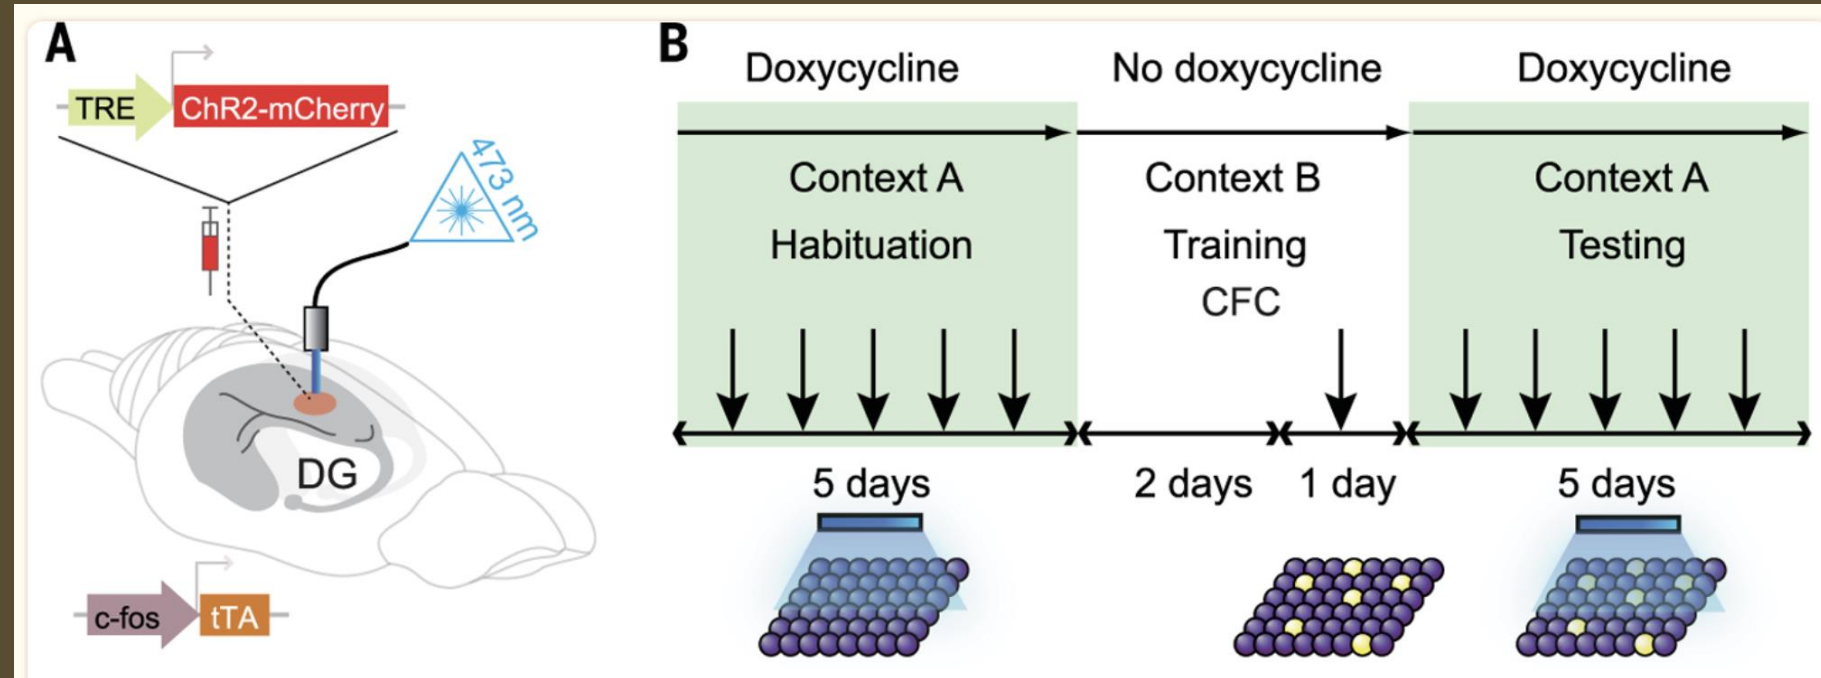 A
TRE
ChR2-mCherry
473 nm
DG
c-fos
tTA
B
Doxycycline
No doxycycline
Doxycycline
Context A
Context B
Context A
Habituation
Training
Testing
CFC
5 days
2 days
1 day
5 days